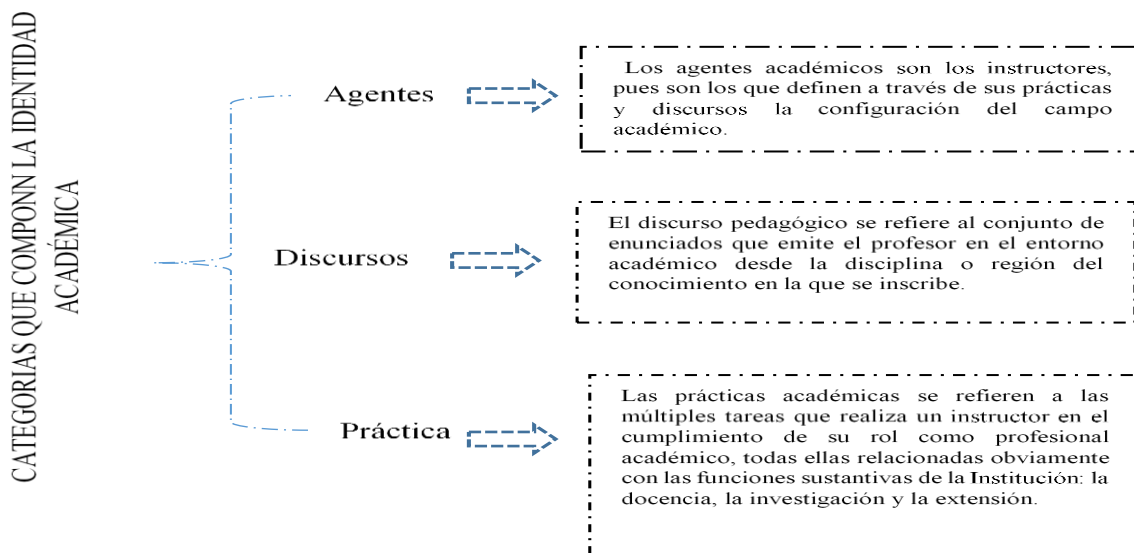 CATEGORIAS QUE COMPONN LA IDENTIDAD
ACADÉMICA
Agentes
Los agentes académicos son los instructores,
pues son los que definen a través de sus prácticas
y discursos la configuración del campo
académico.
Discursos
El discurso pedagógico se refiere al conjunto de
enunciados que emite el profesor en el entorno
académico desde la disciplina o región del
conocimiento en la que se inscribe.
Práctica
Las prácticas académicas se refieren a las
múltiples tareas que realiza un instructor en el
cumplimiento de su rol como profesional
académico, todas ellas relacionadas obviamente
con las funciones sustantivas de la Institución: la
docencia, la investigación y la extensión.